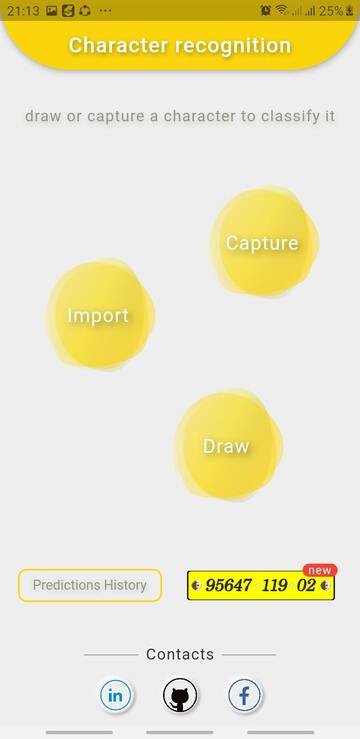 21:13 25%
Character recognition
draw or capture a character to classify it
Capture
Import
Draw
new
Predictions History
95647 119 02
Contacts
in
f